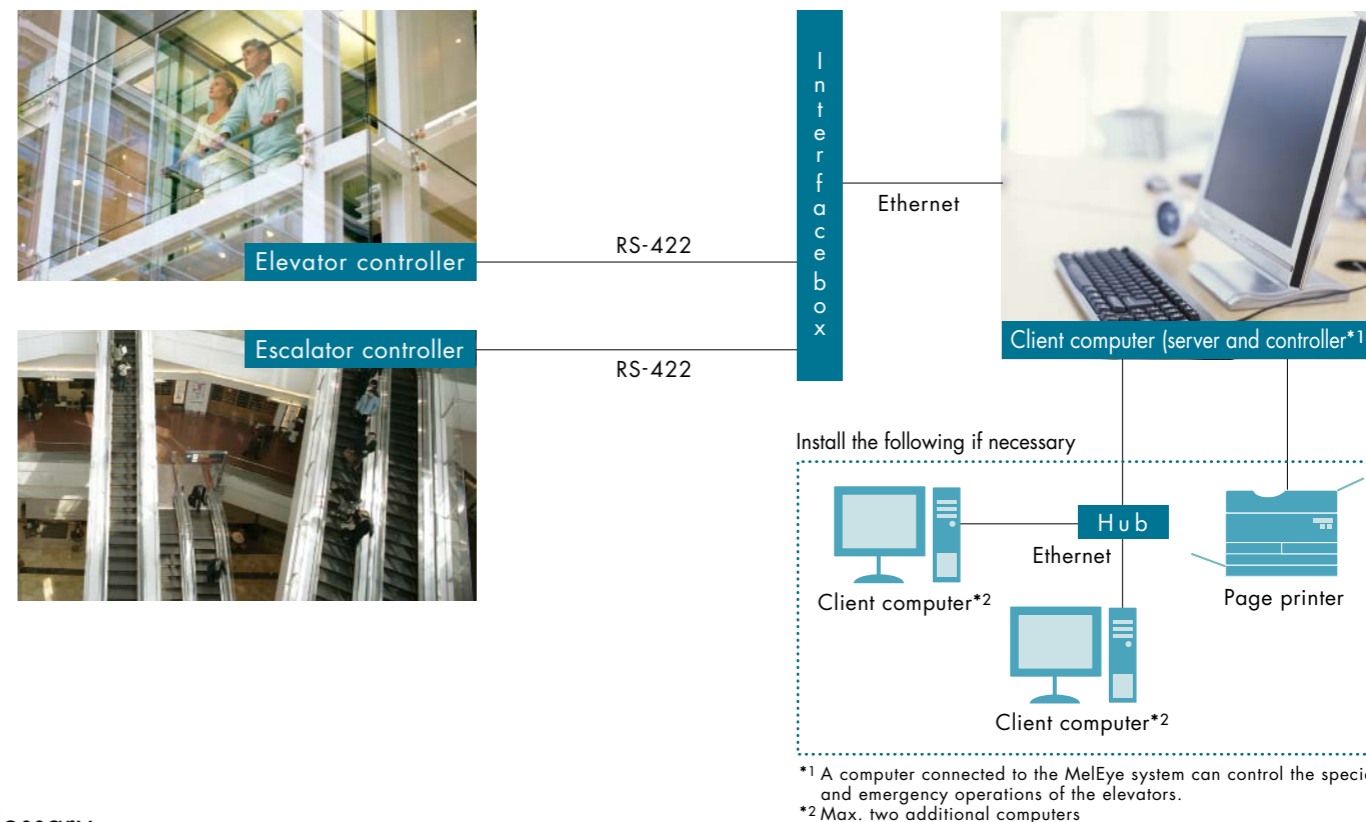 Interface box
Ethernet
Elevator controller
RS-422
Escalator controller
RS-422
Client computer (server and controller*1
Install the following if necessary
Hub
Ethernet
Client computer*2
Page printer
Client computer*2
*1 A computer connected to the MelEye system can control the
and emergency operations of the elevators.
*2 Max. two additional computers